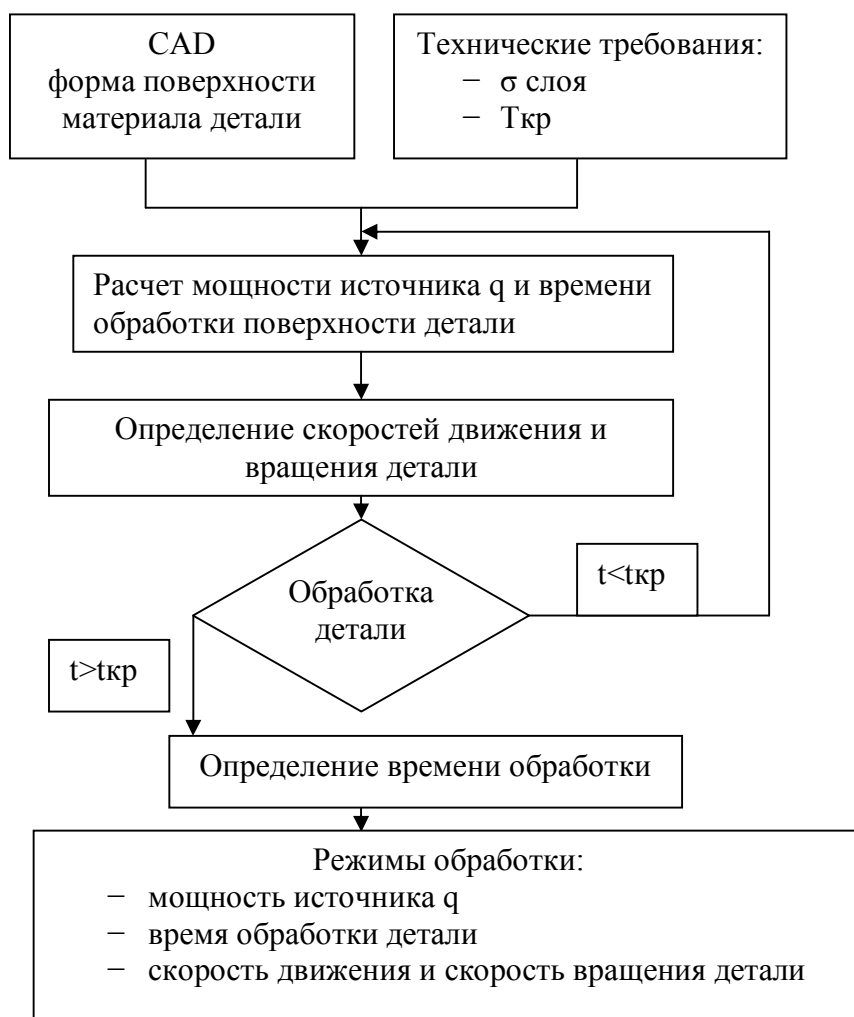 CAD
форма поверхности
материала детали
Технические требования:
− σ слоя
− Ткр
Расчет мощности источника q и времени
обработки поверхности детали
Определение скоростей движения и
вращения детали
Обработка
детали
t<tкр
t>tкр
Определение времени обработки
Режимы обработки:
− мощность источника q
− время обработки детали
− скорость движения и скорость вращения детали